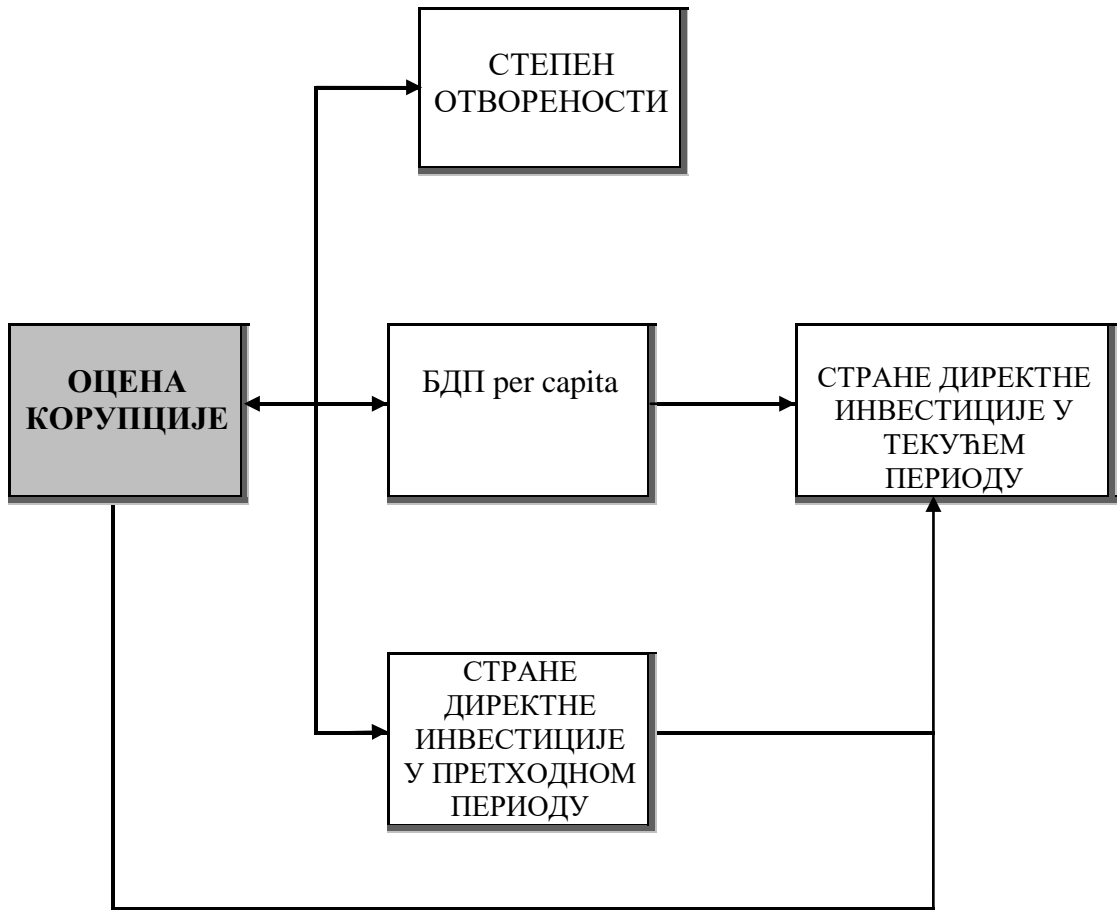 СТЕПЕН
ОТВОРЕНОСТИ
ОЦЕНА
КОРУПЦИЈЕ
БДП per capita
СТРАНЕ ДИРЕКТНЕ
ИНВЕСТИЦИЈЕ У
ТЕКУЋЕМ
ПЕРИОДУ
СТРАНЕ
ДИРЕКТНЕ
ИНВЕСТИЦИЈЕ
У ПРЕТХОДНОМ
ПЕРИОДУ